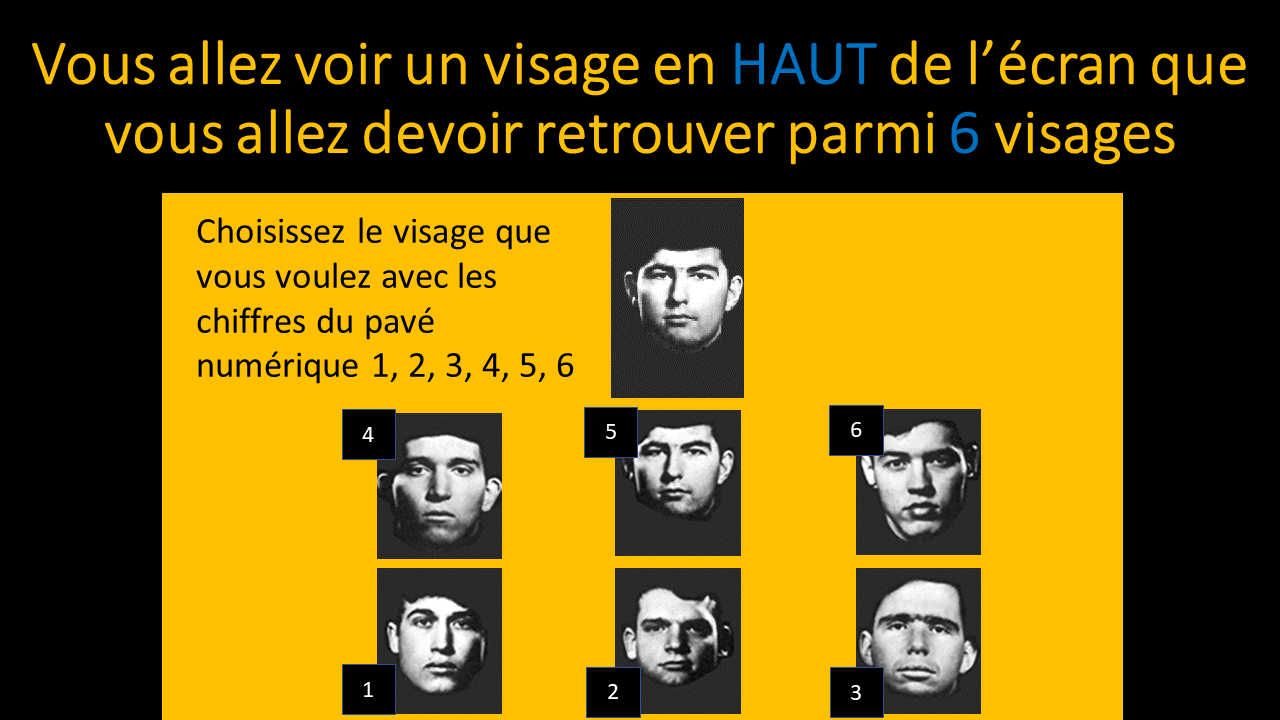 Vous allez voir un visage en HAUT de l’écran que
vous allez devoir retrouver parmi 6 visages
Choisissez le visage que
vous voulez avec les
chiffres du pavé
numérique 1, 2, 3, 4, 5, 6
4
5
6
1
2
3